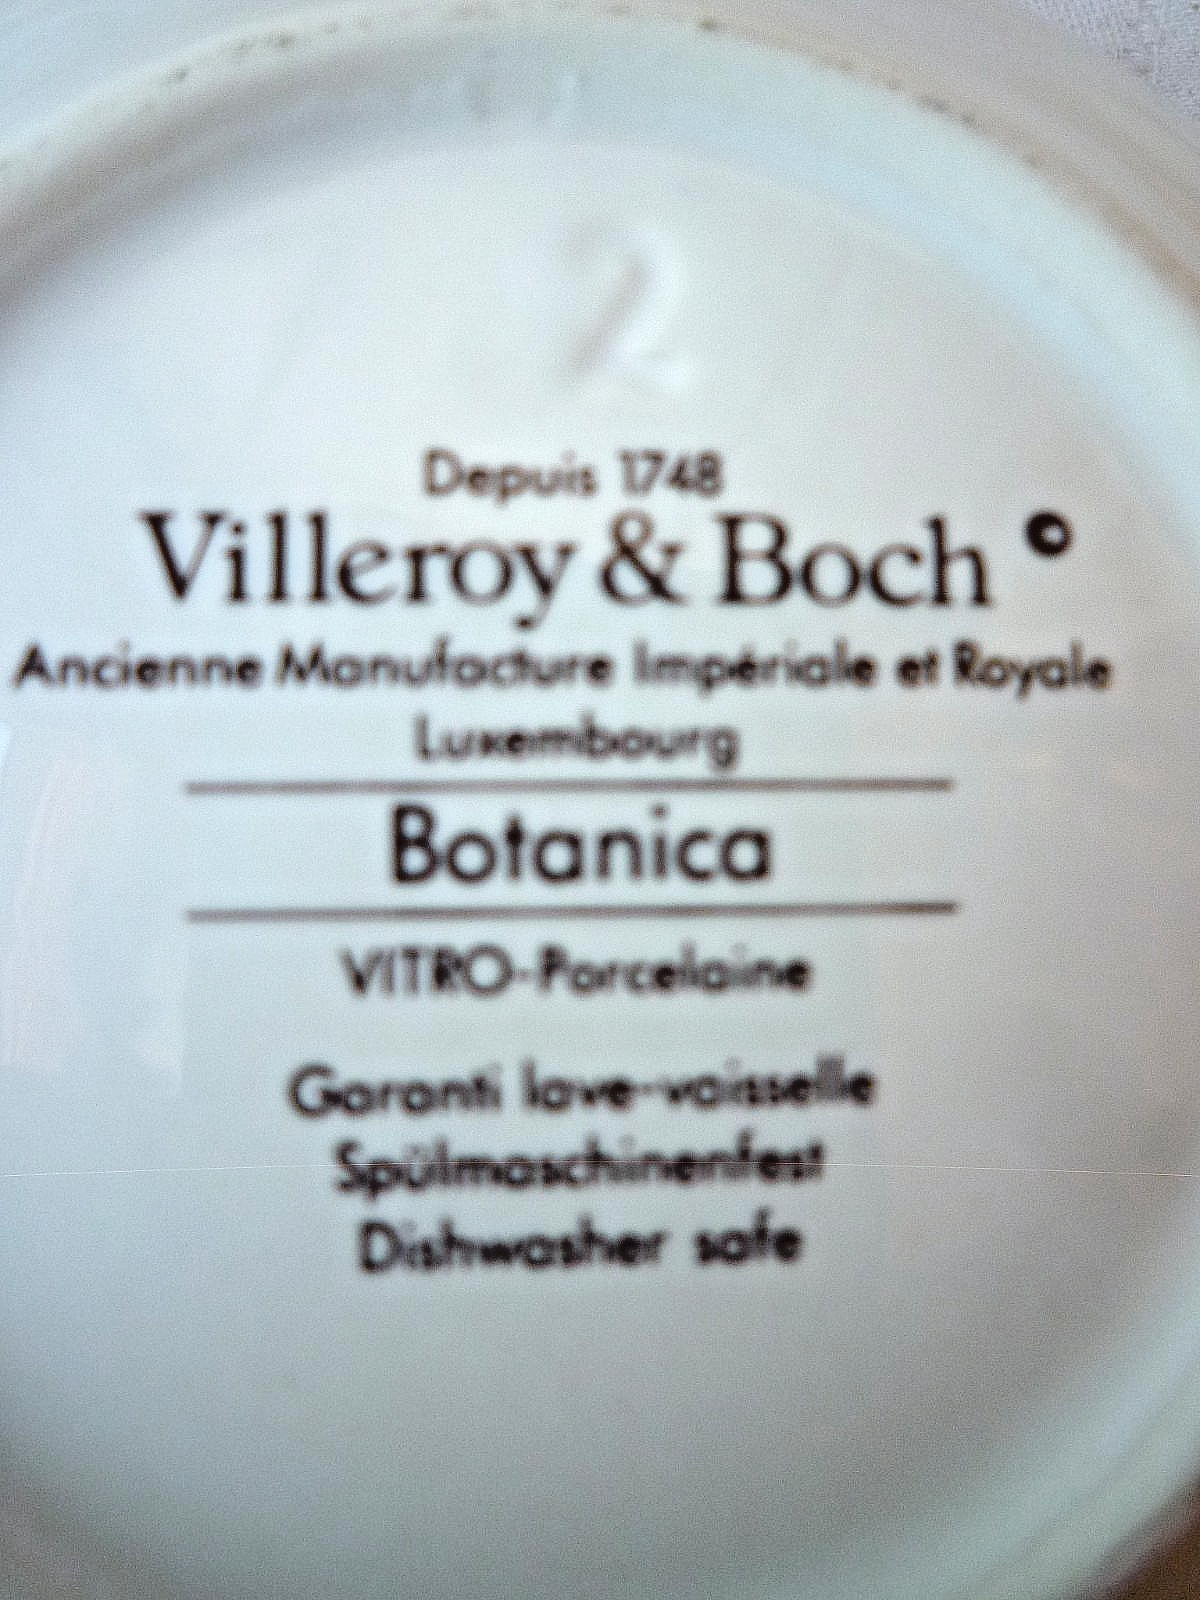 2
Depuis 1748
Villeroy & Boch ©
Ancienne Manufacture Impériale et Royale
Luxembourg
Botanica
VITRO-Porcelaine
Garanti lave-vaisselle
Spülmaschinenfest
Dishwasher safe